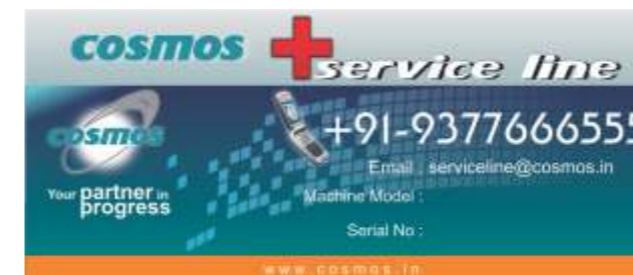 cosmos service line
cosmos
Your partner in
progress
+91-9377666555
Email : serviceline@cosmos.in
Machine Model :
Serial No :
www.cosmos.in